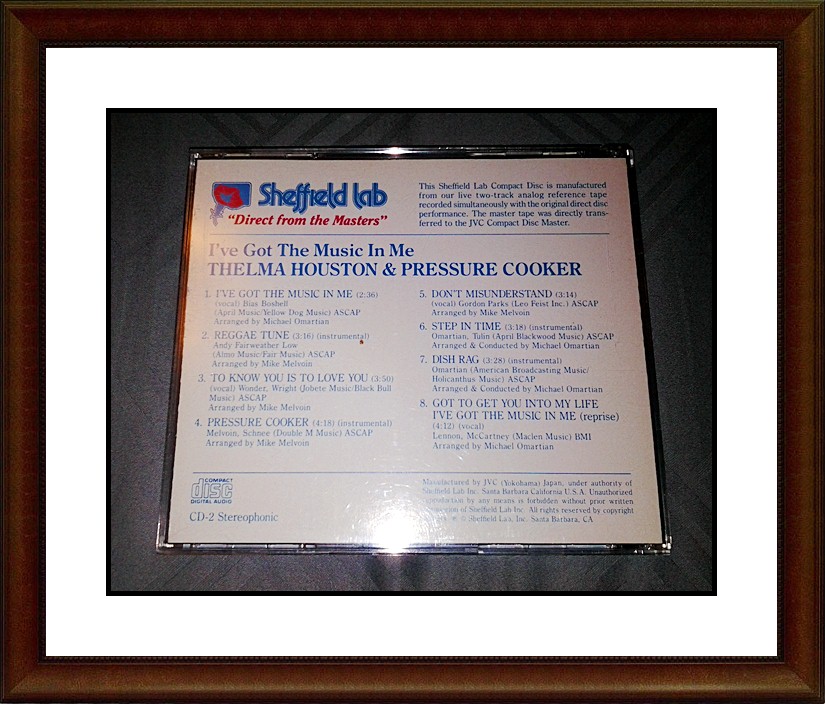 Sheffield Lab
"Direct from the Masters"
This Sheffield Lab Compact Disc is manufactured
from our live two-track analog reference tape
recorded simultaneously with the original direct disc
performance. The master tape was directly trans-
ferred to the JVC Compact Disc Master.
I've Got The Music In Me
THELMA HOUSTON & PRESSURE COOKER
1. I'VE GOT THE MUSIC IN ME (2:36)
(vocal) Bias Boshell
(April Music/Yellow Dog Music) ASCAP
Arranged by Michael Omartian
2. REGGAE TUNE (3:16) (instrumental)
Andy Fairweather Low
(Almo Music/Fair Music) ASCAP
Arranged by Mike Melvoin
3. TO KNOW YOU IS TO LOVE YOU (3:50)
(vocal) Wonder, Wright (Jobete Music/Black Bull
Music) ASCAP
Arranged by Mike Melvoin
4. PRESSURE COOKER (4:18) (instrumental)
Melvoin, Schnee (Double M Music) ASCAP
Arranged by Mike Melvoin
5. DON'T MISUNDERSTAND (3:14)
(vocal) Gordon Parks (Leo Feist Inc.) ASCAP
Arranged by Mike Melvoin
6. STEP IN TIME (3:18) (instrumental)
Omartian, Tulin (April Blackwood Music) ASCAP
Arranged & Conducted by Michael Omartian
7. DISH RAG (3:28) (instrumental)
Omartian (American Broadcasting Music/
Holicanthus Music) ASCAP
Arranged & Conducted by Michael Omartian
8. GOT TO GET YOU INTO MY LIFE
I'VE GOT THE MUSIC IN ME (reprise)
(4:12) (vocal)
Lennon, McCartney (Maclen Music) BMI
Arranged by Michael Omartian
COMPACT
disc
DIGITAL AUDIO
CD-2 Stereophonic
Manufactured by JVC (Yokohama) Japan, under authority of
Sheffield Lab Inc. Santa Barbara California U.S.A. Unauthorized
reproduction by any means is forbidden without prior written
of Sheffield Lab Inc. All rights reserved by copyright
© Sheffield Lab, Inc. Santa Barbara, CA